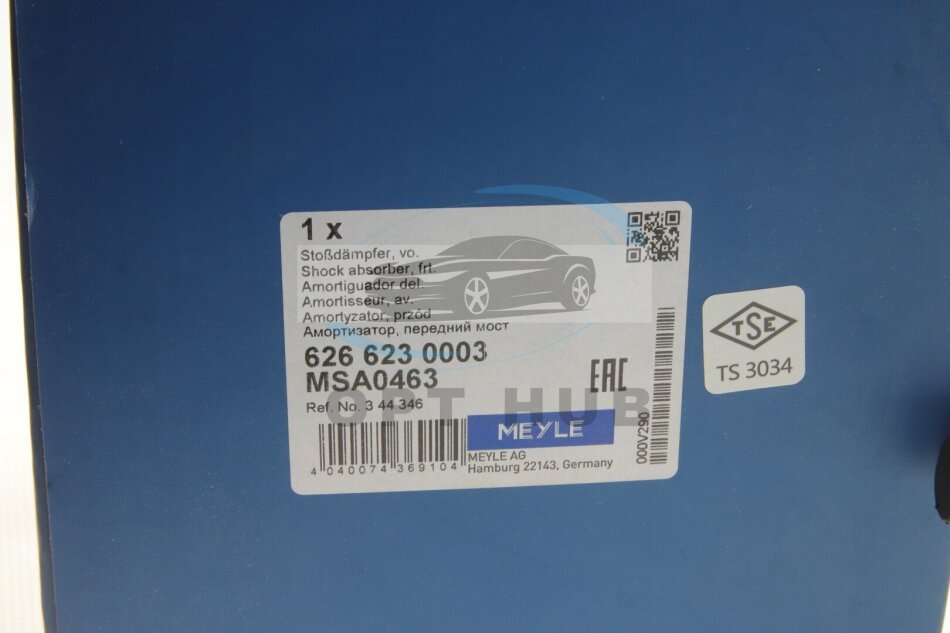 1 x
Stoßdämpfer, vo.
Shock absorber, frt.
Amortiguador del.
Amortisseur, av.
Amortyzator, przód
Амортизатор, передний мост
626 623 0003
MSA0463
Ref. No. 3 44 346
EAC
OPT HUB
MEYLE
MEYLE AG
Hamburg 22143, Germany
4 040074 369104
000V290
TSE
TS 3034